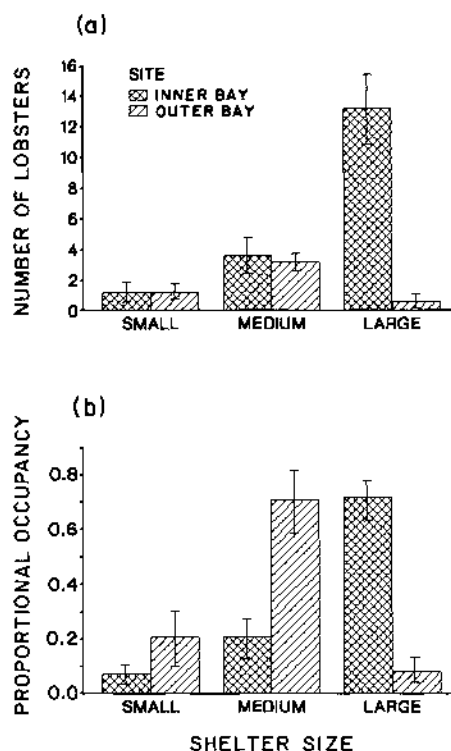 (a)
16
14
12
10
8
6
4
2
0
NUMBER OF LOBSTERS
SITE
INNER BAY
OUTER BAY
SMALL MEDIUM LARGE
(b)
0.8
0.6
0.4
0.2
0.0
PROPORTIONAL OCCUPANCY
SMALL MEDIUM LARGE
SHELTER SIZE